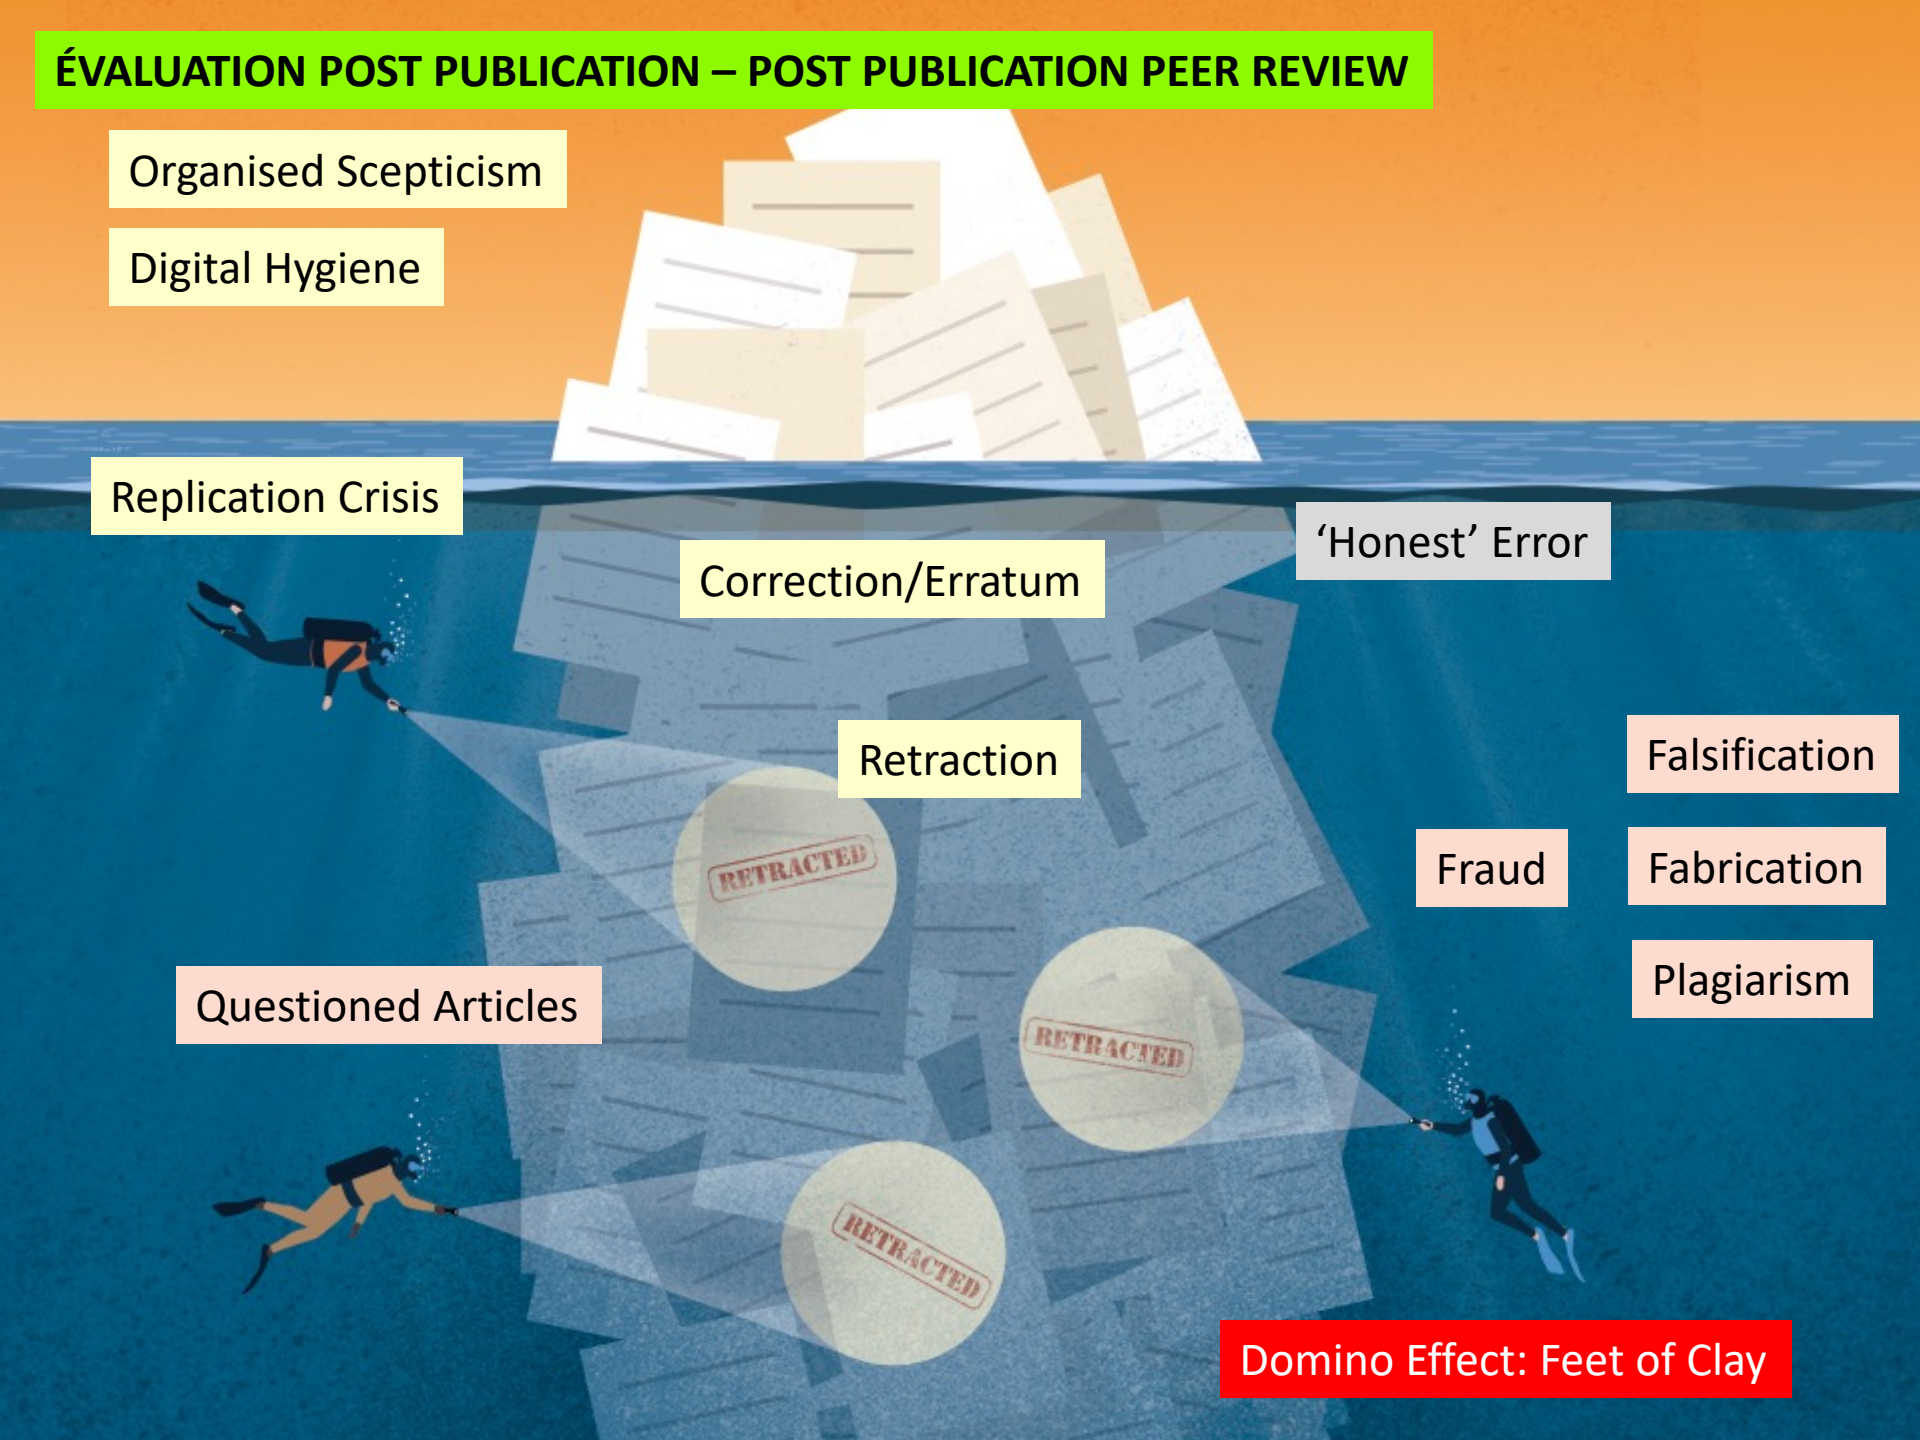 ÉVALUATION POST PUBLICATION – POST PUBLICATION PEER REVIEW
Organised Scepticism
Digital Hygiene
Replication Crisis
‘Honest’ Error
Correction/Erratum
Retraction
Falsification
Fraud
Fabrication
RETRACTED
Plagiarism
Questioned Articles
RETRACTED
RETRACTED
Domino Effect: Feet of Clay